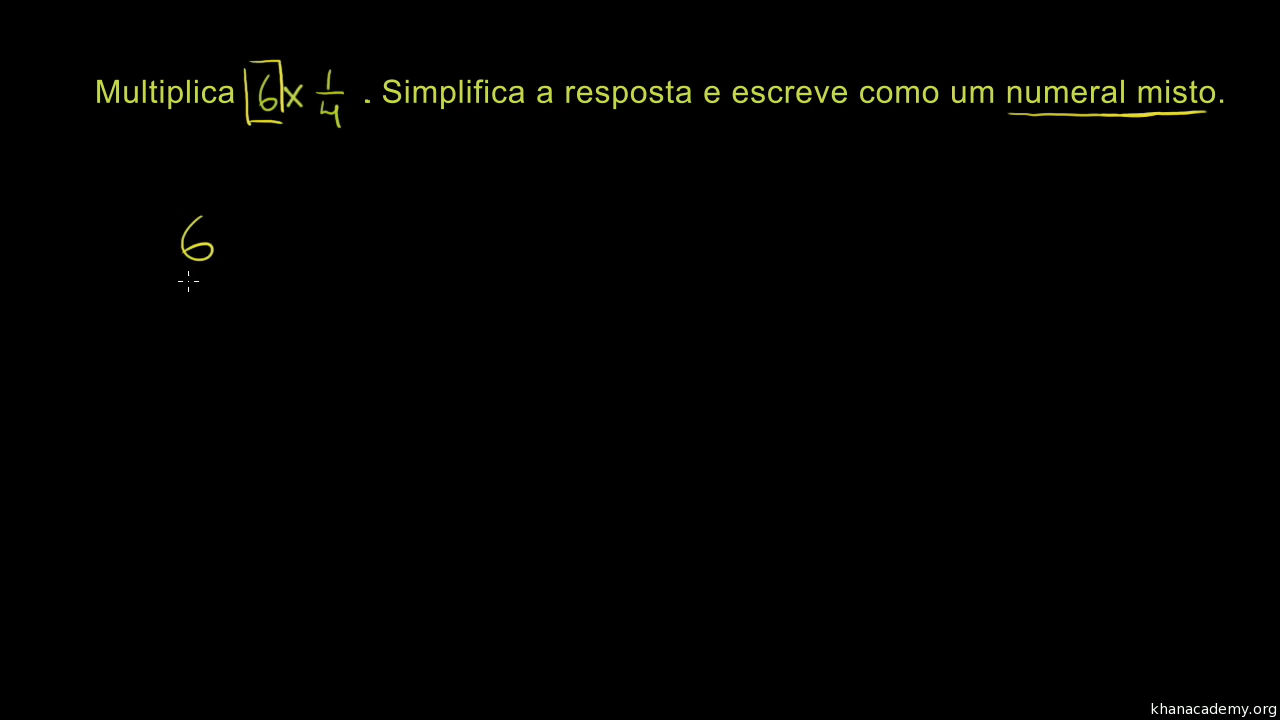 Multiplica 6 x 1/4 . Simplifica a resposta e escreve como um numeral misto.
6
khanacademy.org